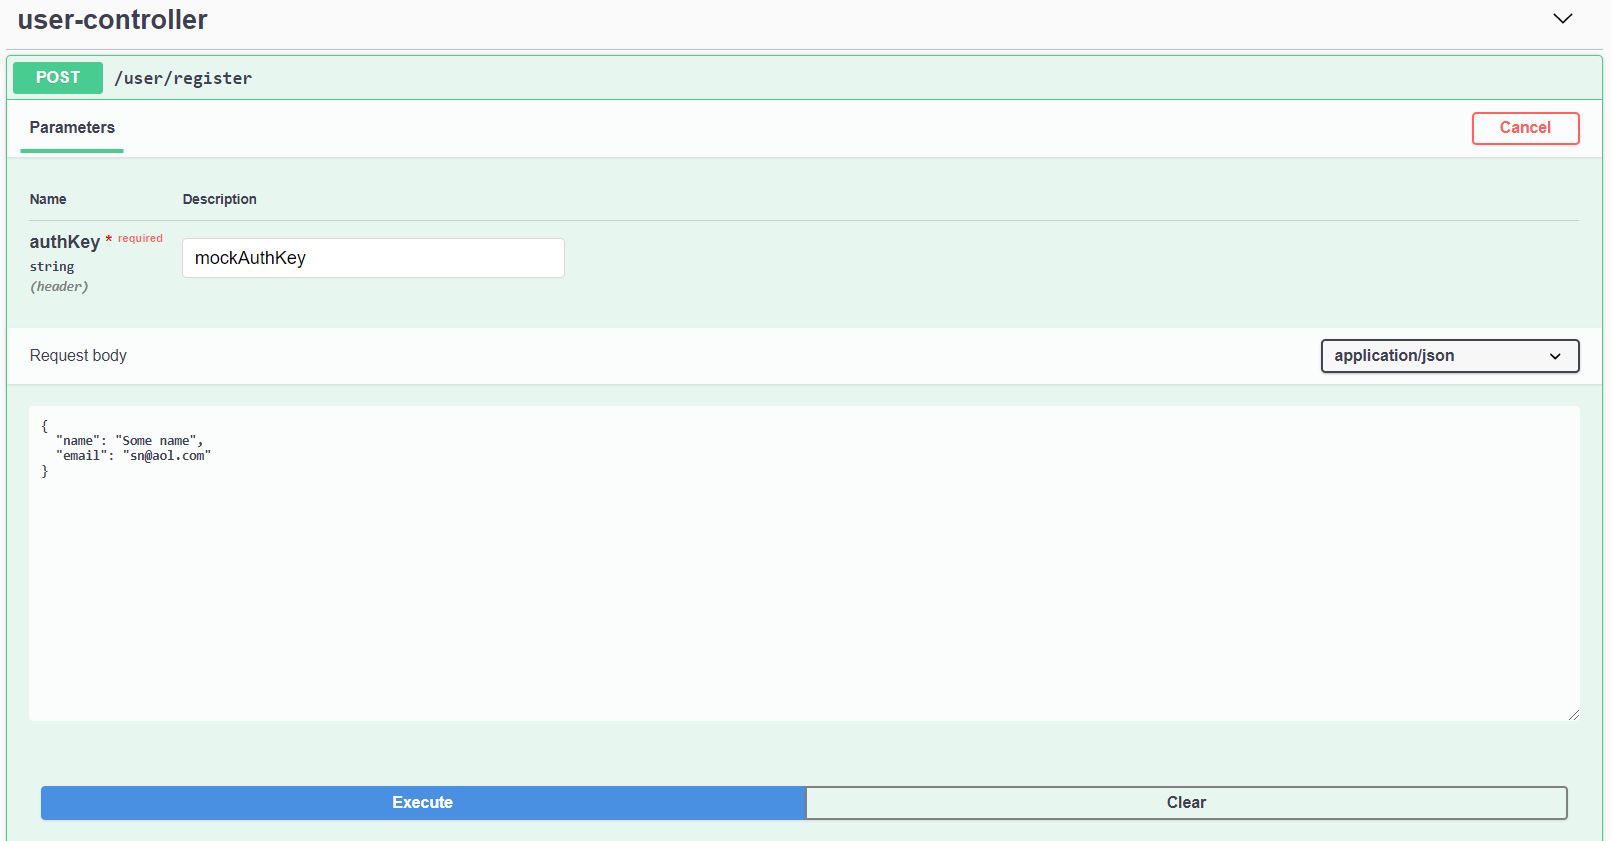 user-controller
POST /user/register
Parameters
Cancel
Name Description
authKey * required
mockAuthKey
string
(header)
Request body
application/json
{
  "name": "Some name",
  "email": "sn@aol.com"
}
Execute
Clear